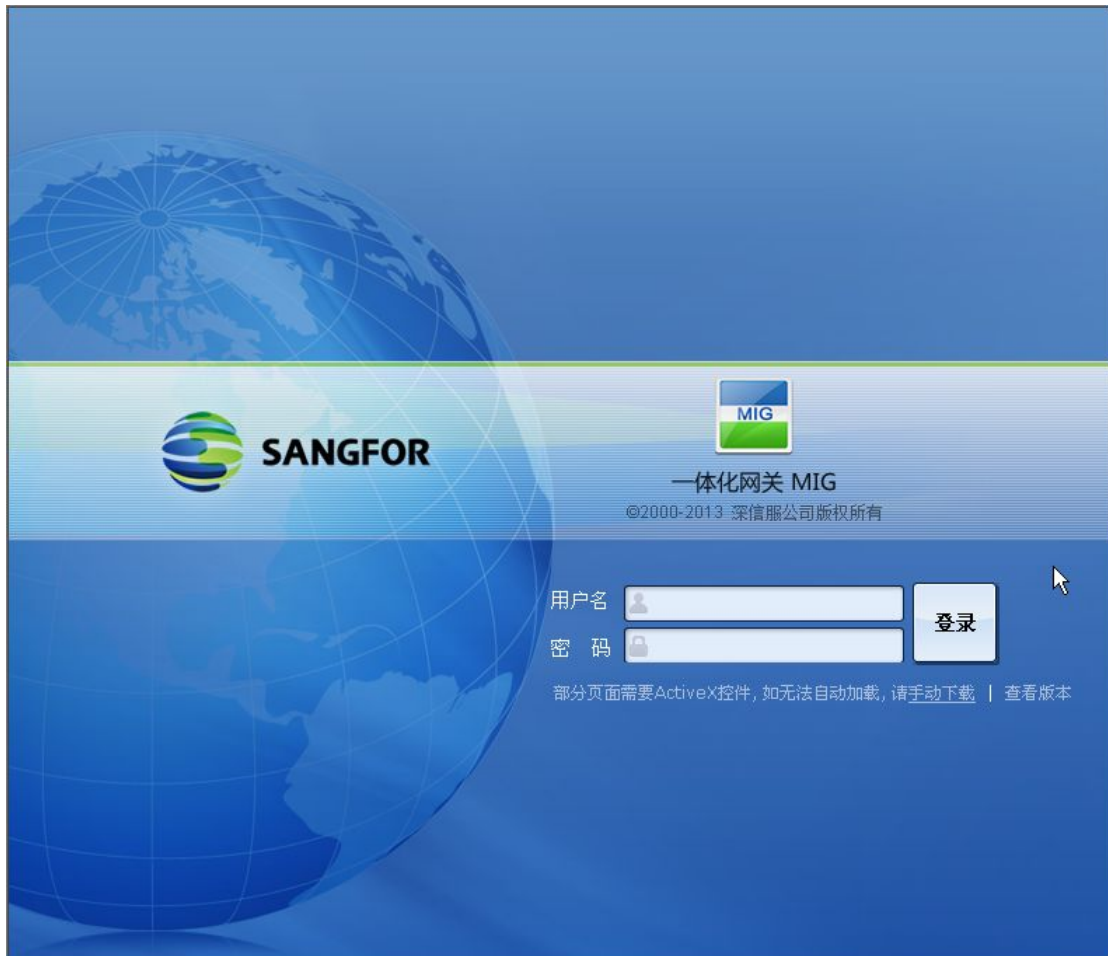 SANGFOR
MIG
一体化网关 MIG
©2000-2013 深信服公司版权所有
用户名
登录
密 码
部分页面需要ActiveX控件, 如无法自动加载, 请手动下载 | 查看版本